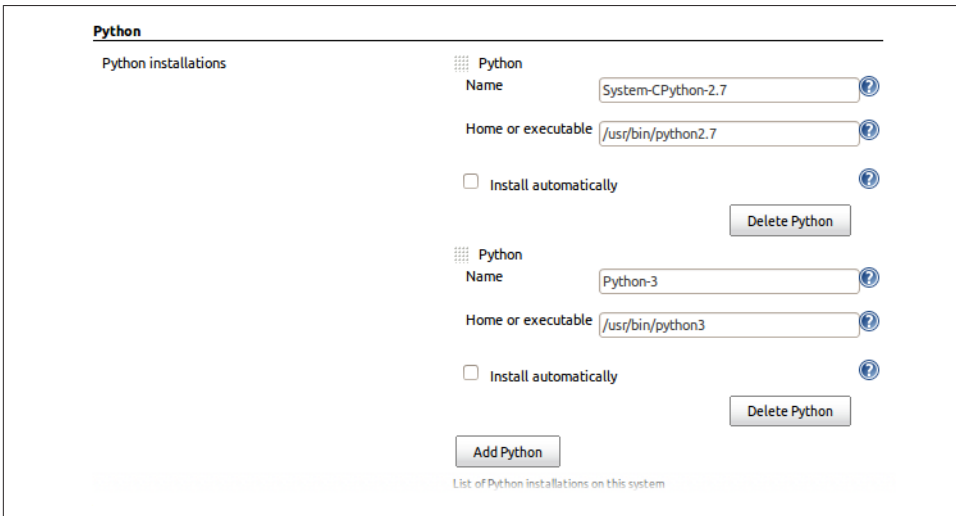 Python
Python installations
Python
Name
System-CPython-2.7
Home or executable
/usr/bin/python2.7
Install automatically
Delete Python
Python
Name
Python-3
Home or executable
/usr/bin/python3
Install automatically
Delete Python
Add Python
List of Python installations on this system